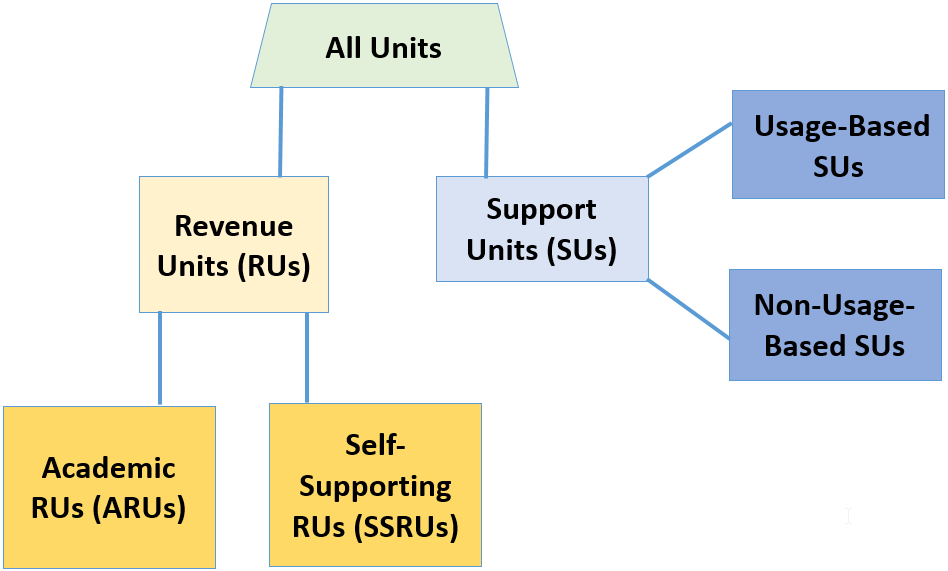 All Units
Usage-Based
SUs
Revenue
Units (RUs)
Support
Units (SUs)
Non-Usage-
Based SUs
Academic
RUs (ARUs)
Self-
Supporting
RUs (SSRUs)